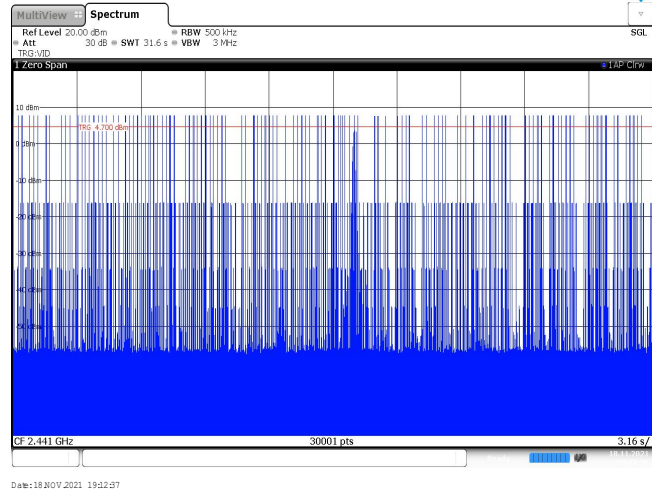 MultiView Spectrum
Ref Level 20.00 dBm RBW 500 kHz SGL
Att 30 dB SWT 31.6 s VBW 3 MHz
TRG:VID
1 Zero Span 1AP Clrw
10 dBm
TRG 4.700 dBm
0 dBm
-10 dBm
-20 dBm
-30 dBm
-40 dBm
-50 dBm
CF 2.441 GHz 30001 pts 3.16 s/
18.11.2021
Date: 18.NOV.2021 19:12:37